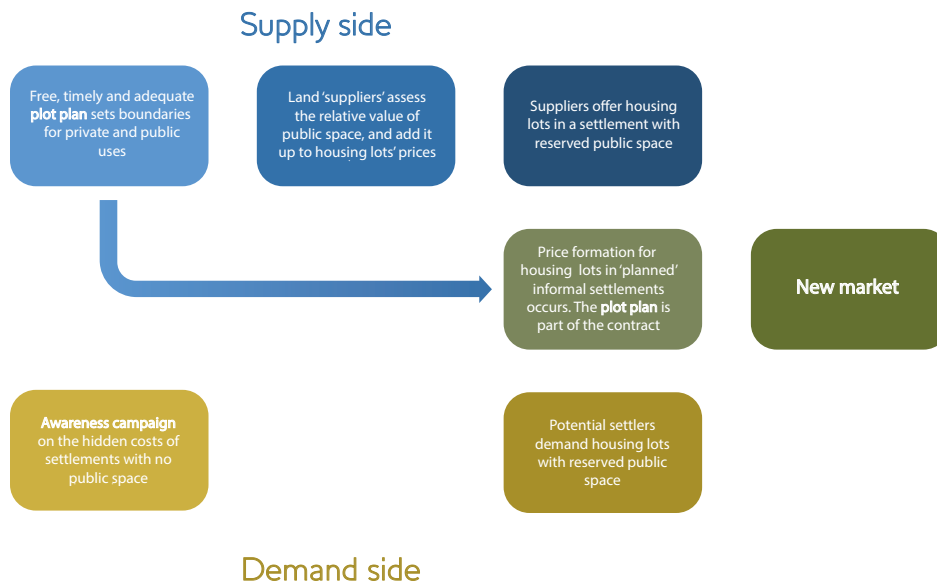 Supply side
Free, timely and adequate
plot plan sets boundaries
for private and public
uses
Land ‘suppliers’ assess
the relative value of
public space, and add it
up to housing lots’ prices
Suppliers offer housing
lots in a settlement with
reserved public space
Price formation for
housing lots in ‘planned’
informal settlements
occurs. The plot plan is
part of the contract
New market
Awareness campaign
on the hidden costs of
settlements with no
public space
Potential settlers
demand housing lots
with reserved public
space
Demand side